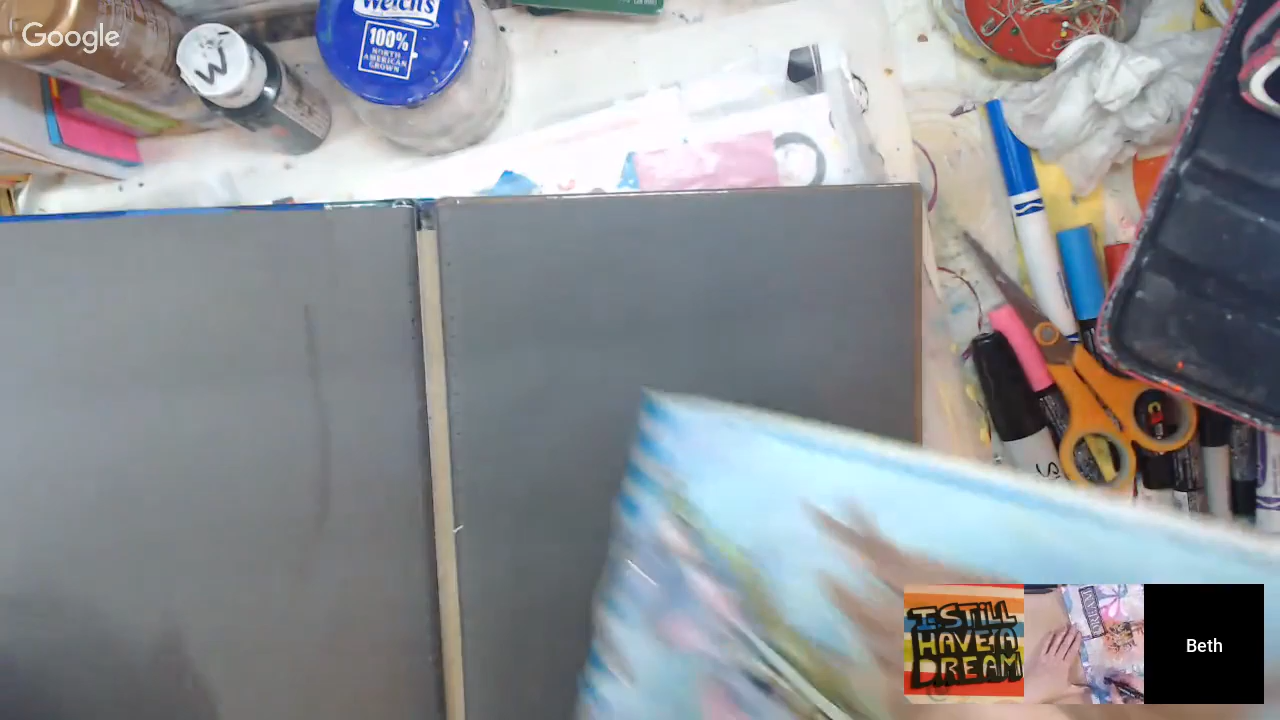 Google
W
Welch's
100%
NORTH
AMERICAN
GROWN
I STILL
HAVE A
DREAM
Beth